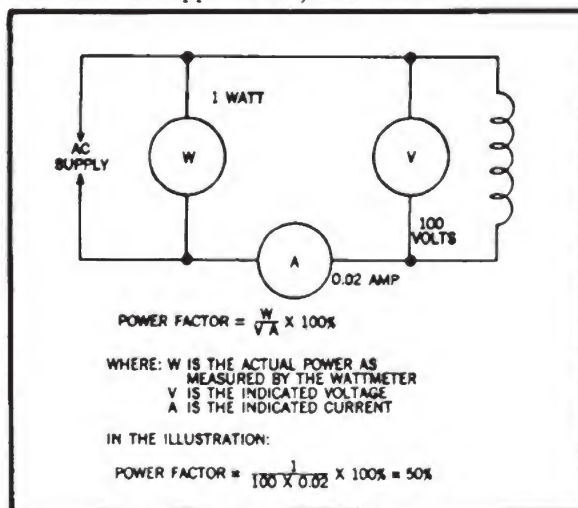 1 WATT
AC
SUPPLY
W
V
100
VOLTS
A
0.02 AMP
POWER FACTOR = W / V A X 100%
WHERE: W IS THE ACTUAL POWER AS
MEASURED BY THE WATTMETER
V IS THE INDICATED VOLTAGE
A IS THE INDICATED CURRENT
IN THE ILLUSTRATION:
POWER FACTOR = 1 / 100 X 0.02 X 100% = 50%